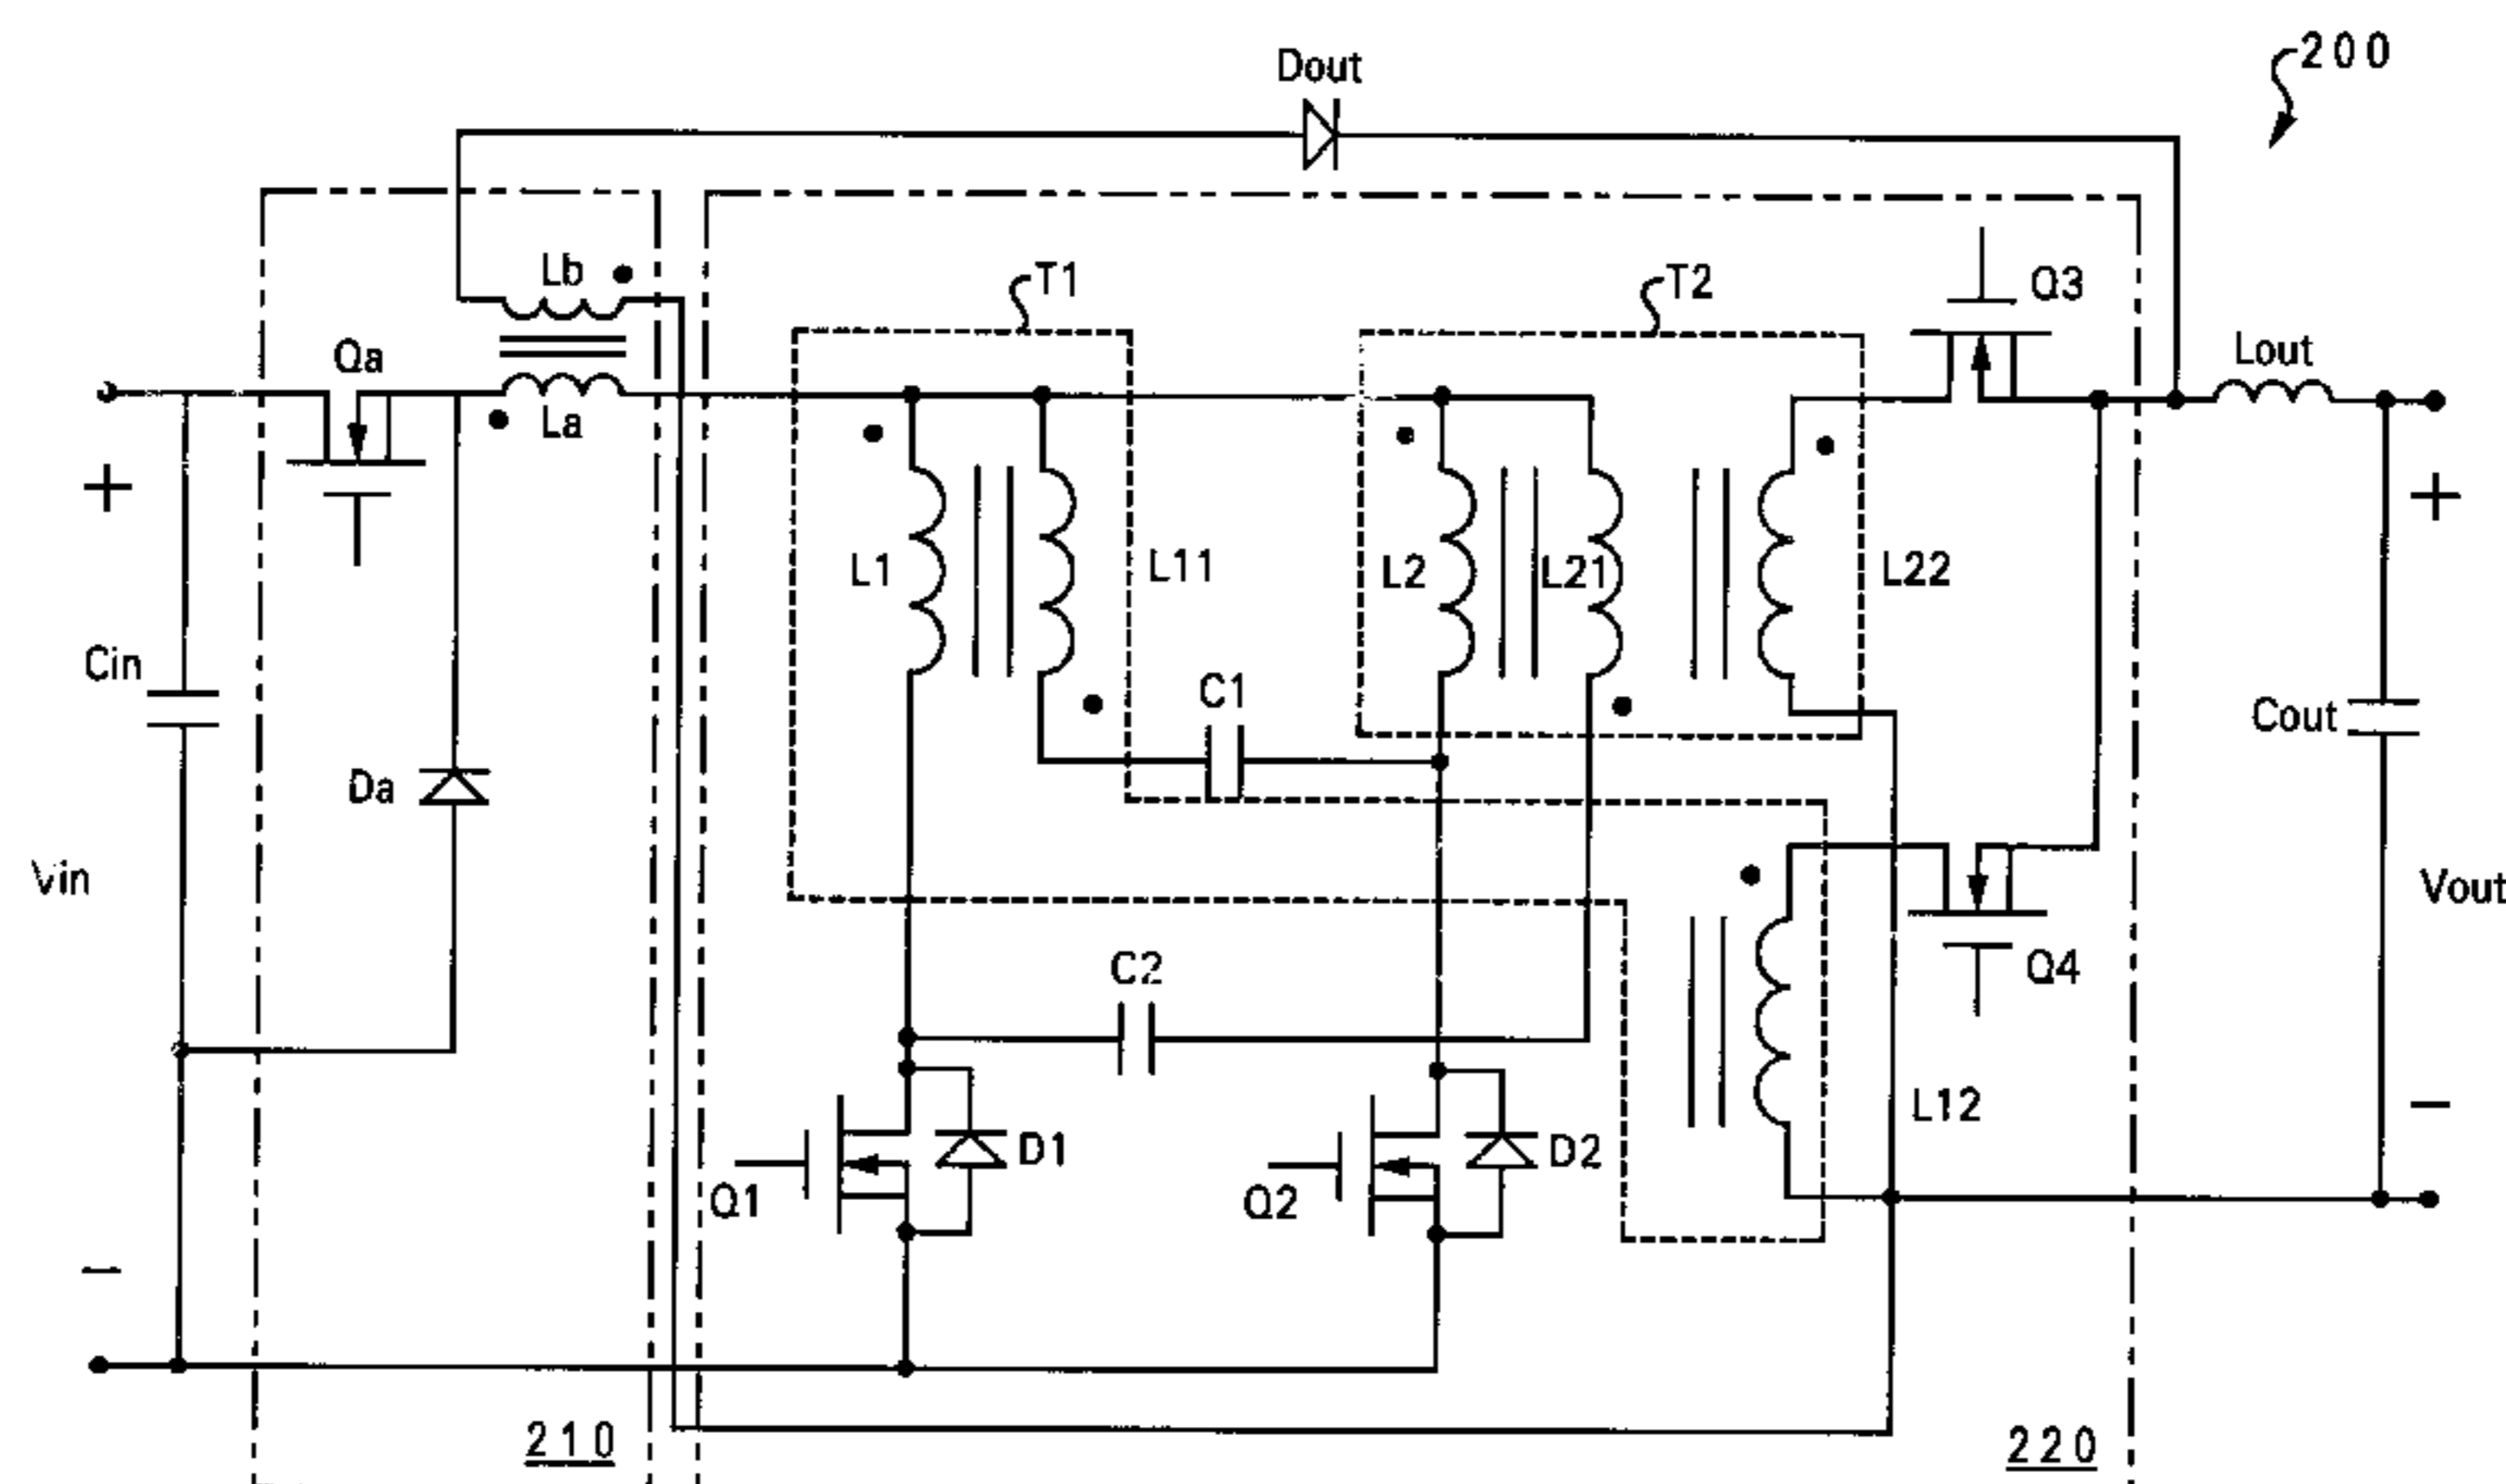 Dout
200
Lb
T1
T2
Q3
Qa
Lout
La
+
+
L1
L11
L2
L21
L22
Cin
C1
Cout
Da
Vin
Vout
C2
Q4
L12
D1
D2
Q1
Q2
−
−
210
220